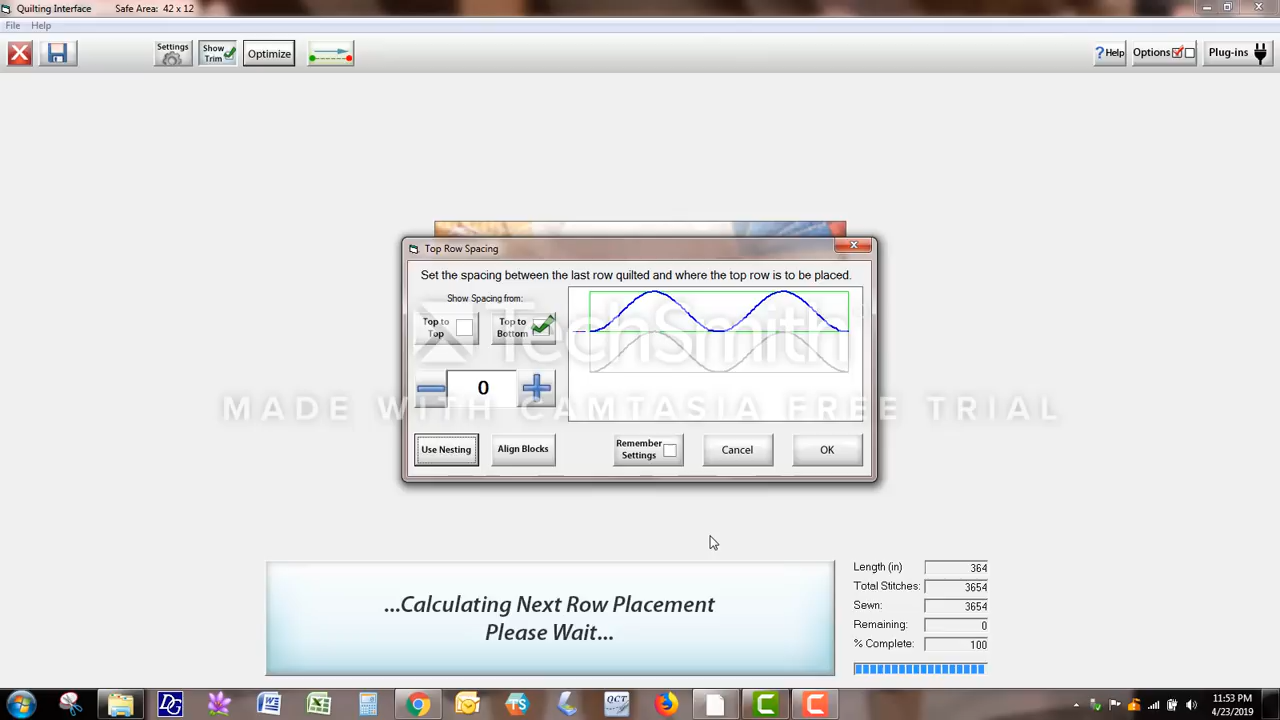 Quilting Interface Safe Area: 42 x 12
File Help
Settings
Show
Trim
Optimize
?Help
Options
Plug-ins
Top Row Spacing
Set the spacing between the last row quilted and where the top row is to be placed.
Show Spacing from:
Top to
Top
Top to
Bottom
TechSmith
0
MADE WITH CAMTASIA FREE TRIAL
Use Nesting
Align Blocks
Remember
Settings
Cancel
OK
...Calculating Next Row Placement
Please Wait...
Length (in) 364
Total Stitches: 3654
Sewn: 3654
Remaining: 0
% Complete: 100
DG
QCT
11:53 PM
4/23/2019